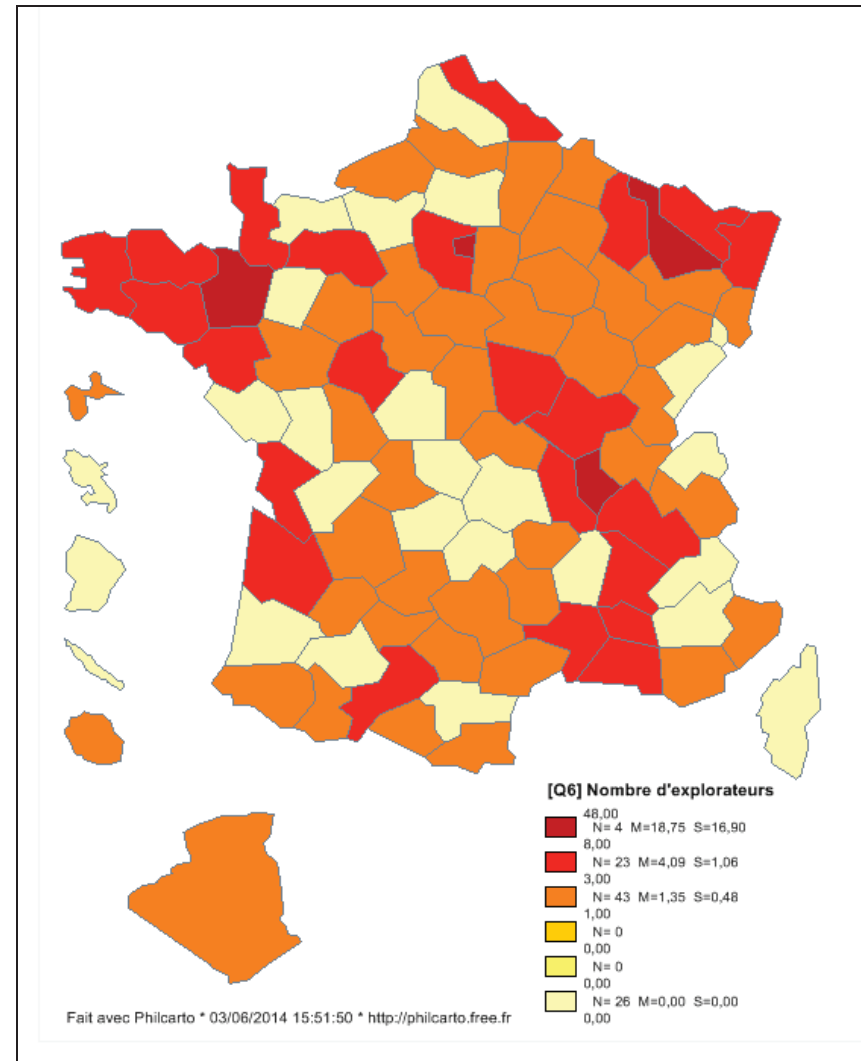 [Q6] Nombre d'explorateurs
48,00
N= 4 M=18,75 S=16,90
8,00
N= 23 M=4,09 S=1,06
3,00
N= 43 M=1,35 S=0,48
1,00
N= 0
0,00
N= 0
0,00
N= 26 M=0,00 S=0,00
0,00
Fait avec Philcarto * 03/06/2014 15:51:50 * http://philcarto.free.fr